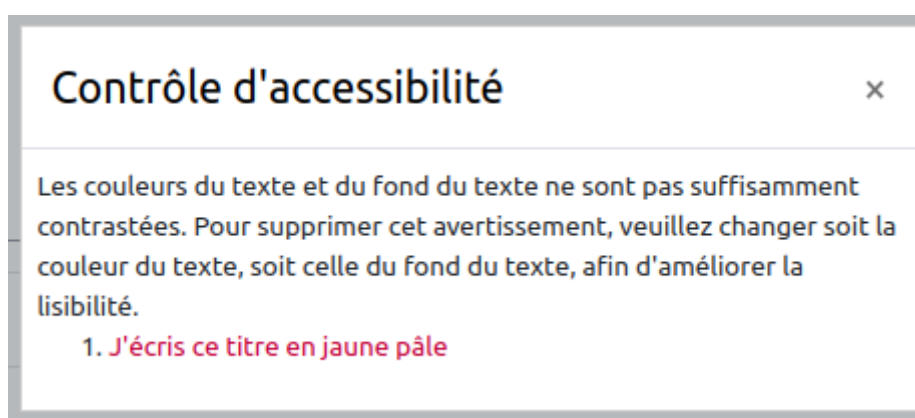 Contrôle d'accessibilité ×
Les couleurs du texte et du fond du texte ne sont pas suffisamment
contrastées. Pour supprimer cet avertissement, veuillez changer soit la
couleur du texte, soit celle du fond du texte, afin d'améliorer la
lisibilité.
1. J'écris ce titre en jaune pâle